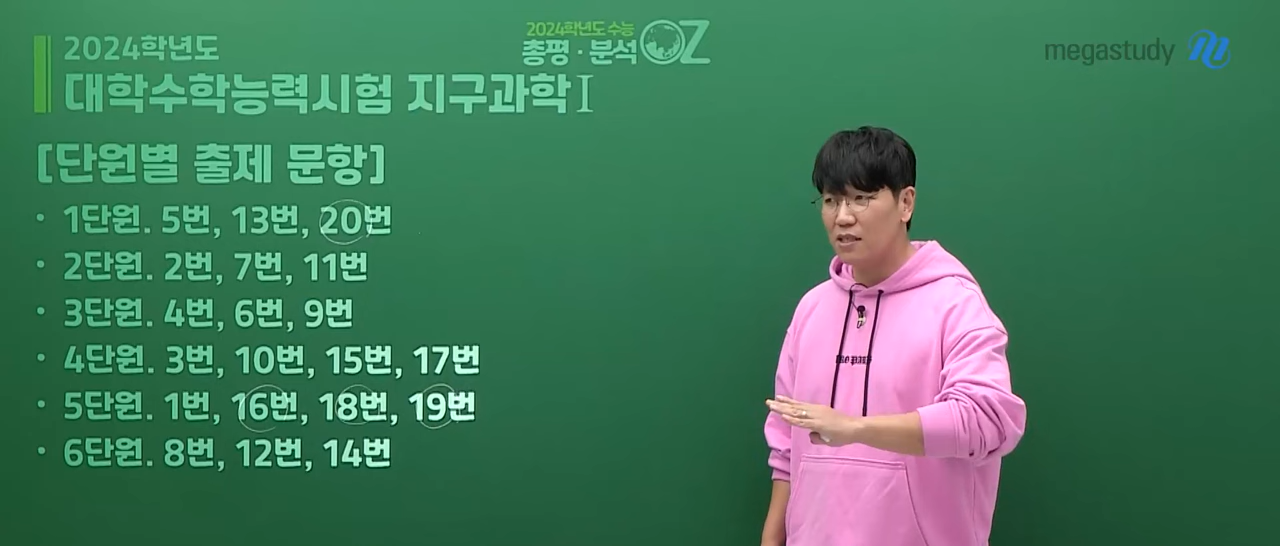 2024학년도
대학수학능력시험 지구과학I
2024학년도 수능
총평·분석OZ
megastudy
[단원별 출제 문항]
• 1단원. 5번, 13번, 20번
• 2단원. 2번, 7번, 11번
• 3단원. 4번, 6번, 9번
• 4단원. 3번, 10번, 15번, 17번
• 5단원. 1번, 16번, 18번, 19번
• 6단원. 8번, 12번, 14번